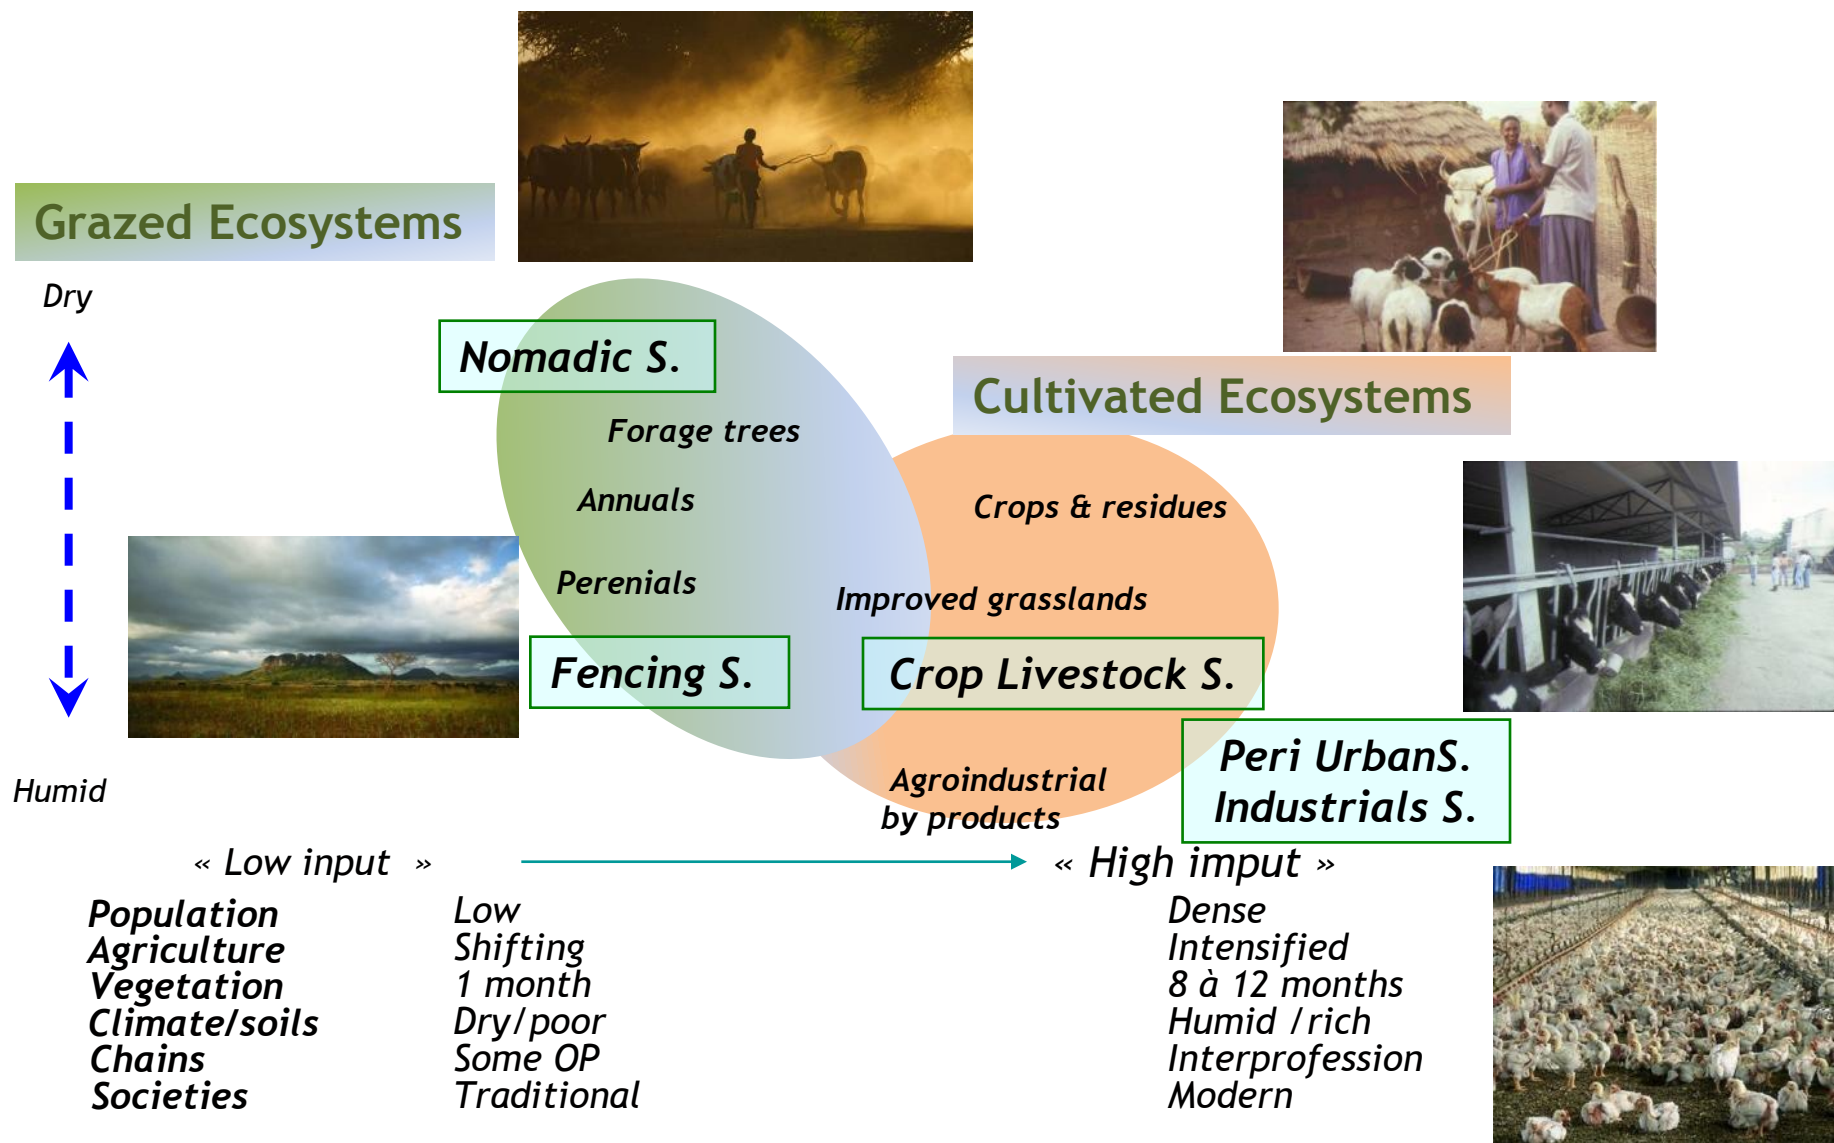 Grazed Ecosystems
Dry
Nomadic S.
Cultivated Ecosystems
Forage trees
Annuals
Crops & residues
Perenials
Improved grasslands
Fencing S.
Crop Livestock S.
Peri UrbanS.
Industrials S.
Humid
Agroindustrial
by products
« Low input »
« High imput »
Population Low Dense
Agriculture Shifting Intensified
Vegetation 1 month 8 à 12 months
Climate/soils Dry/poor Humid /rich
Chains Some OP Interprofession
Societies Traditional Modern